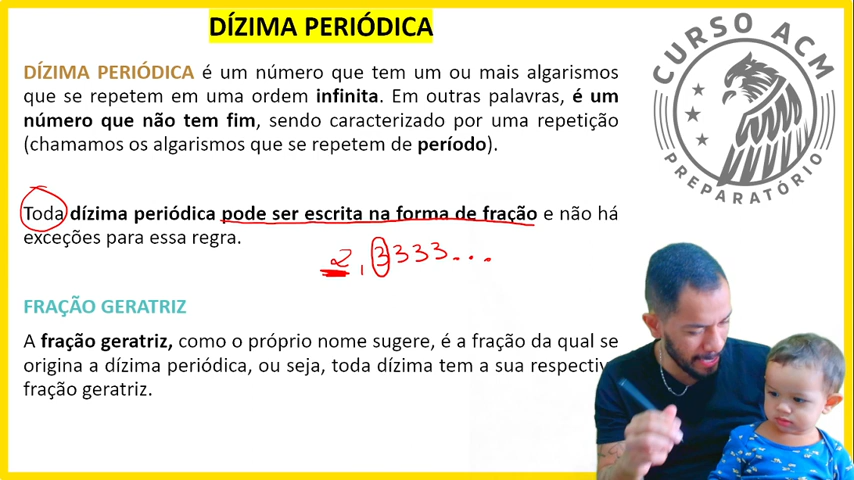 DÍZIMA PERIÓDICA
DÍZIMA PERIÓDICA é um número que tem um ou mais algarismos
que se repetem em uma ordem infinita. Em outras palavras, é um
número que não tem fim, sendo caracterizado por uma repetição
(chamamos os algarismos que se repetem de período).
Toda dízima periódica pode ser escrita na forma de fração e não há
exceções para essa regra.
2,3333...
FRAÇÃO GERATRIZ
A fração geratriz, como o próprio nome sugere, é a fração da qual se
origina a dízima periódica, ou seja, toda dízima tem a sua respectiv
fração geratriz.
CURSO ACM
PREPARATÓRIO